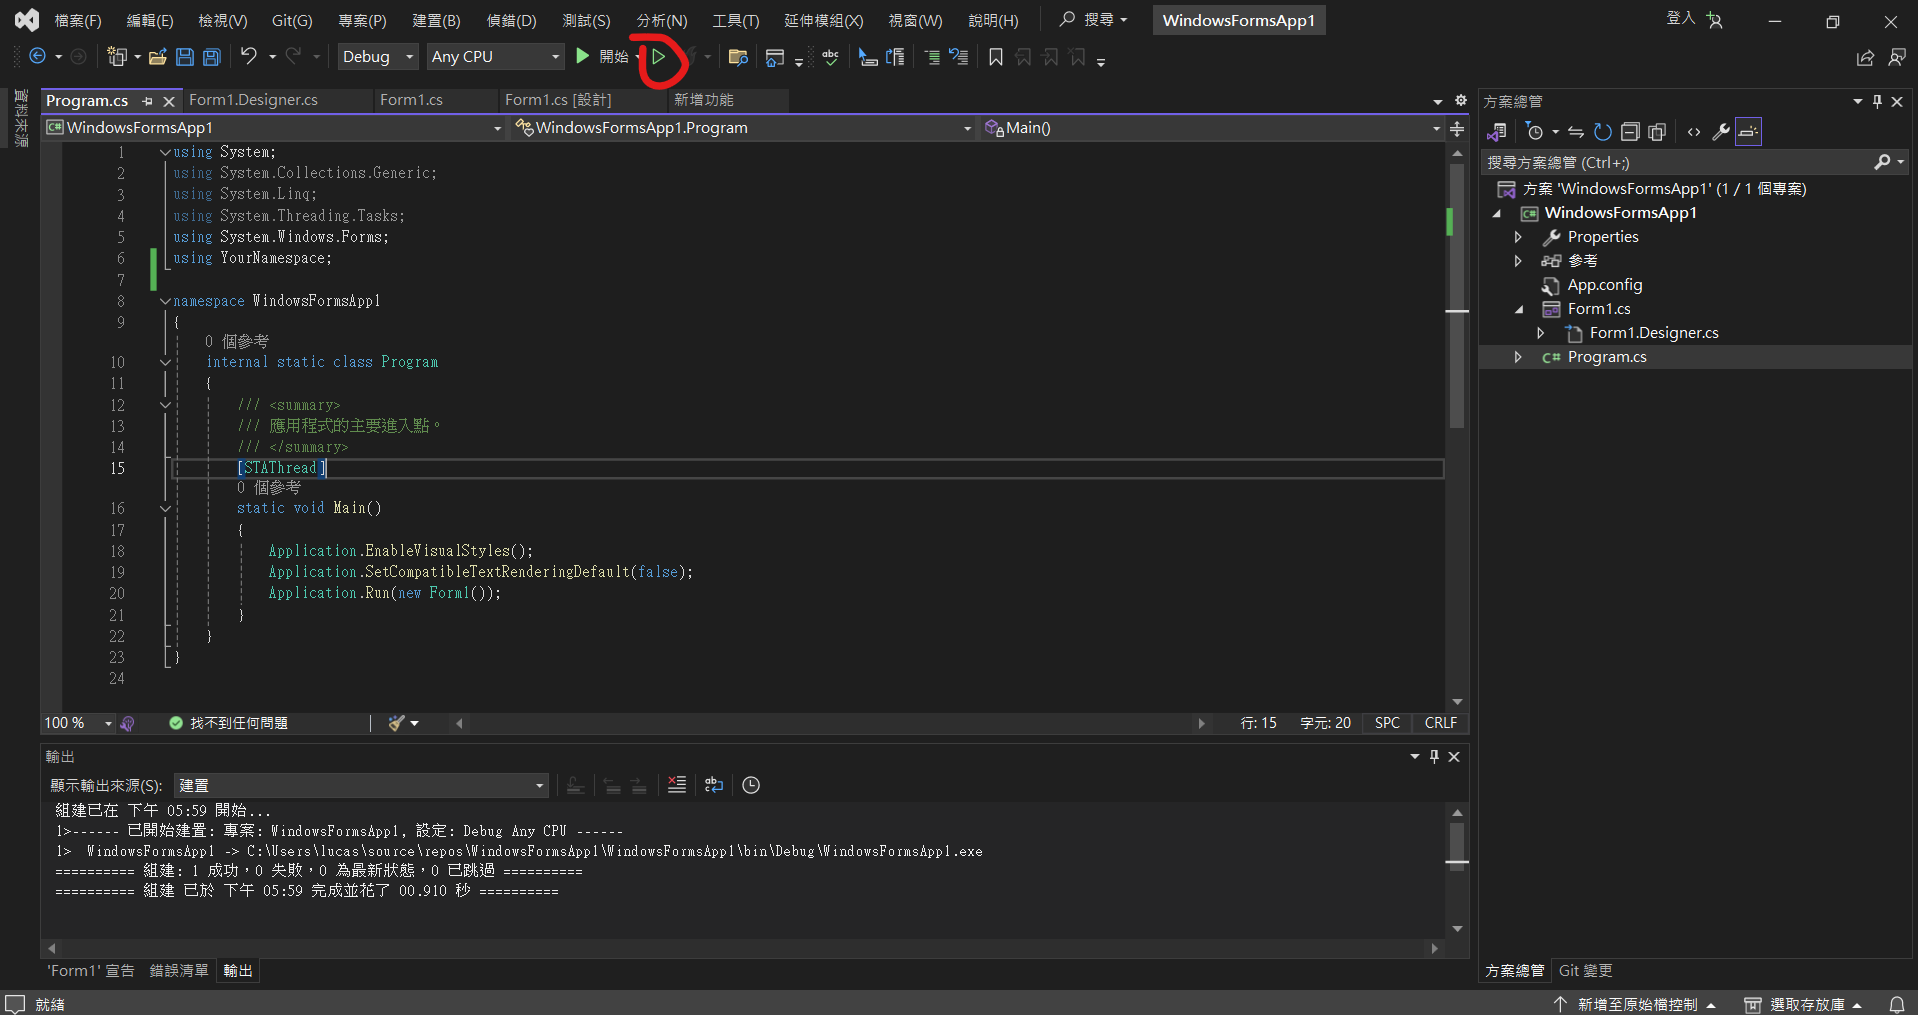 檔案(F) 編輯(E) 檢視(V) Git(G) 專案(P) 建置(B) 偵錯(D) 測試(S) 分析(N) 工具(T) 延伸模組(X) 視窗(W) 說明(H) 搜尋 WindowsFormsApp1 登入
Debug Any CPU 開始
資料來源
Program.cs Form1.Designer.cs Form1.cs Form1.cs [設計] 新增功能
WindowsFormsApp1 WindowsFormsApp1.Program Main()
1 using System;
2 using System.Collections.Generic;
3 using System.Linq;
4 using System.Threading.Tasks;
5 using System.Windows.Forms;
6 using YourNamespace;
7
8 namespace WindowsFormsApp1
9 {
0 個參考
10 internal static class Program
11 {
12 /// <summary>
13 /// 應用程式的主要進入點。
14 /// </summary>
15 [STAThread]
0 個參考
16 static void Main()
17 {
18 Application.EnableVisualStyles();
19 Application.SetCompatibleTextRenderingDefault(false);
20 Application.Run(new Form1());
21 }
22 }
23 }
24
100 % 找不到任何問題 行: 15 字元: 20 SPC CRLF
輸出
顯示輸出來源(S): 建置
組建已在 下午 05:59 開始...
1>------ 已開始建置: 專案: WindowsFormsApp1, 設定: Debug Any CPU ------
1> WindowsFormsApp1 -> C:\Users\lucas\source\repos\WindowsFormsApp1\WindowsFormsApp1\bin\Debug\WindowsFormsApp1.exe
========== 組建: 1 成功，0 失敗，0 為最新狀態，0 已跳過 ==========
========== 組建 已於 下午 05:59 完成並花了 00.910 秒 ==========
'Form1' 宣告 錯誤清單 輸出
方案總管
搜尋方案總管 (Ctrl+;)
方案 'WindowsFormsApp1' (1 / 1 個專案)
WindowsFormsApp1
Properties
參考
App.config
Form1.cs
Form1.Designer.cs
C# Program.cs
方案總管 Git 變更
就緒 新增至原始檔控制 選取存放庫